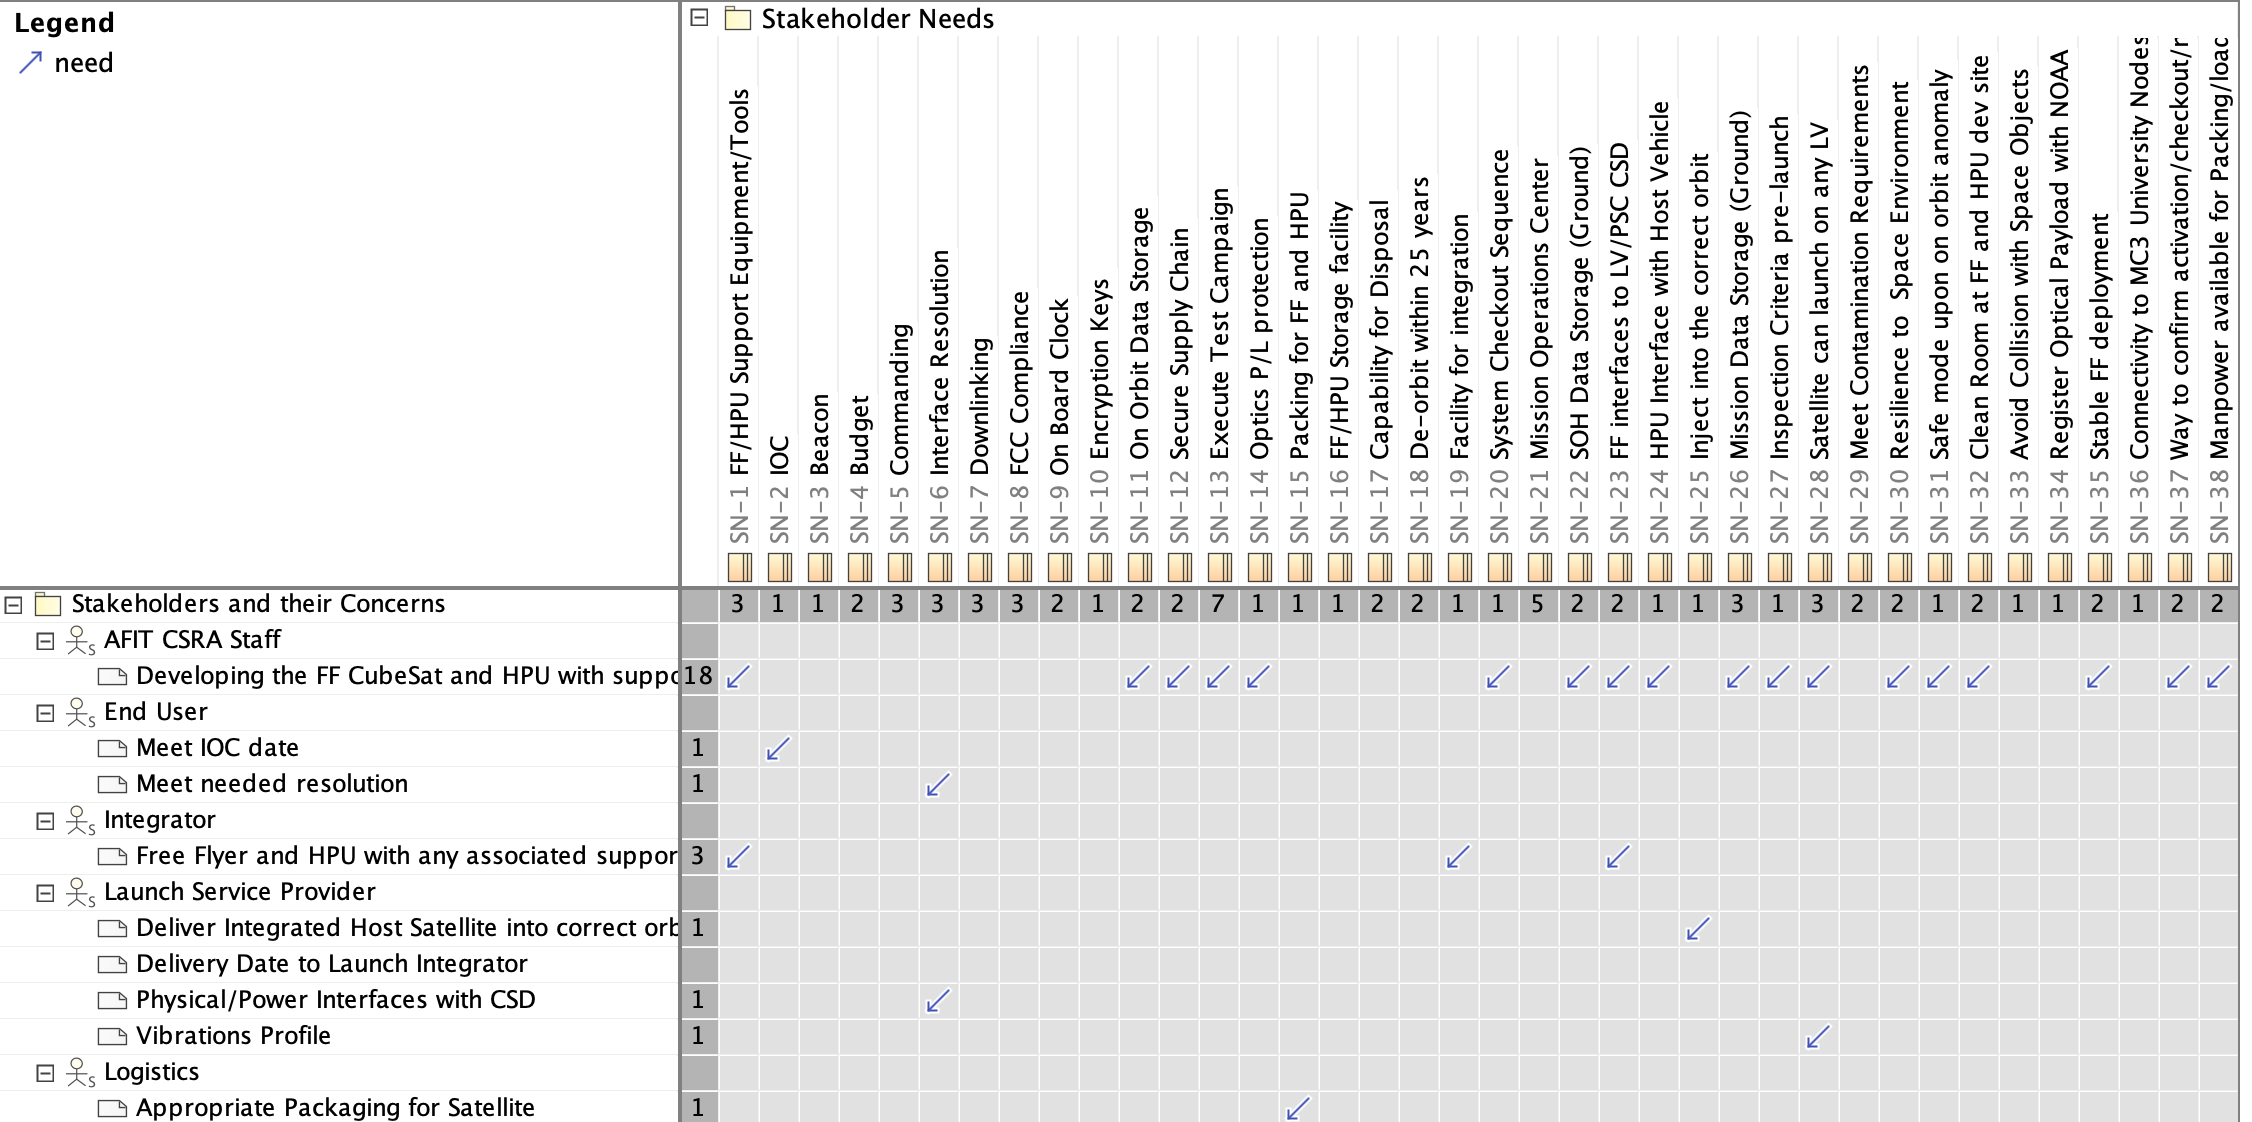 Legend
need
Stakeholder Needs
SN-1 FF/HPU Support Equipment/Tools
SN-2 IOC
SN-3 Beacon
SN-4 Budget
SN-5 Commanding
SN-6 Interface Resolution
SN-7 Downlinking
SN-8 FCC Compliance
SN-9 On Board Clock
SN-10 Encryption Keys
SN-11 On Orbit Data Storage
SN-12 Secure Supply Chain
SN-13 Execute Test Campaign
SN-14 Optics P/L protection
SN-15 Packing for FF and HPU
SN-16 FF/HPU Storage facility
SN-17 Capability for Disposal
SN-18 De-orbit within 25 years
SN-19 Facility for integration
SN-20 System Checkout Sequence
SN-21 Mission Operations Center
SN-22 SOH Data Storage (Ground)
SN-23 FF interfaces to LV/PSC CSD
SN-24 HPU Interface with Host Vehicle
SN-25 Inject into the correct orbit
SN-26 Mission Data Storage (Ground)
SN-27 Inspection Criteria pre-launch
SN-28 Satellite can launch on any LV
SN-29 Meet Contamination Requirements
SN-30 Resilience to Space Environment
SN-31 Safe mode upon on orbit anomaly
SN-32 Clean Room at FF and HPU dev site
SN-33 Avoid Collision with Space Objects
SN-34 Register Optical Payload with NOAA
SN-35 Stable FF deployment
SN-36 Connectivity to MC3 University Nodes
SN-37 Way to confirm activation/checkout/r
SN-38 Manpower available for Packing/loac
Stakeholders and their Concerns 3 1 1 2 3 3 3 3 2 1 2 2 7 1 1 1 2 2 1 1 5 2 2 1 1 3 1 3 2 2 1 2 1 1 2 1 2 2
S AFIT CSRA Staff
Developing the FF CubeSat and HPU with suppo 18
S End User
Meet IOC date 1
Meet needed resolution 1
S Integrator
Free Flyer and HPU with any associated suppor 3
S Launch Service Provider
Deliver Integrated Host Satellite into correct orb 1
Delivery Date to Launch Integrator
Physical/Power Interfaces with CSD 1
Vibrations Profile 1
S Logistics
Appropriate Packaging for Satellite 1